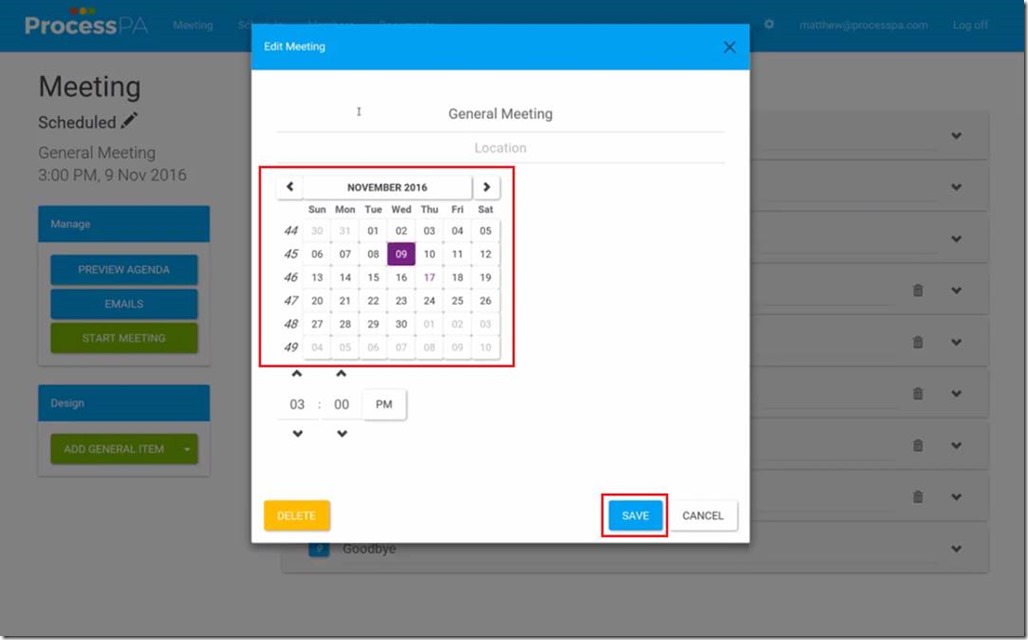 ProcessPA
Meeting
matthew@processpa.com
Log off
Meeting
Scheduled
General Meeting
3:00 PM, 9 Nov 2016
Manage
PREVIEW AGENDA
EMAILS
START MEETING
Design
ADD GENERAL ITEM
Edit Meeting
General Meeting
Location
NOVEMBER 2016
Sun Mon Tue Wed Thu Fri Sat
44 30 31 01 02 03 04 05
45 06 07 08 09 10 11 12
46 13 14 15 16 17 18 19
47 20 21 22 23 24 25 26
48 27 28 29 30 01 02 03
49 04 05 06 07 08 09 10
03 : 00 PM
DELETE
SAVE
CANCEL
Goodbye